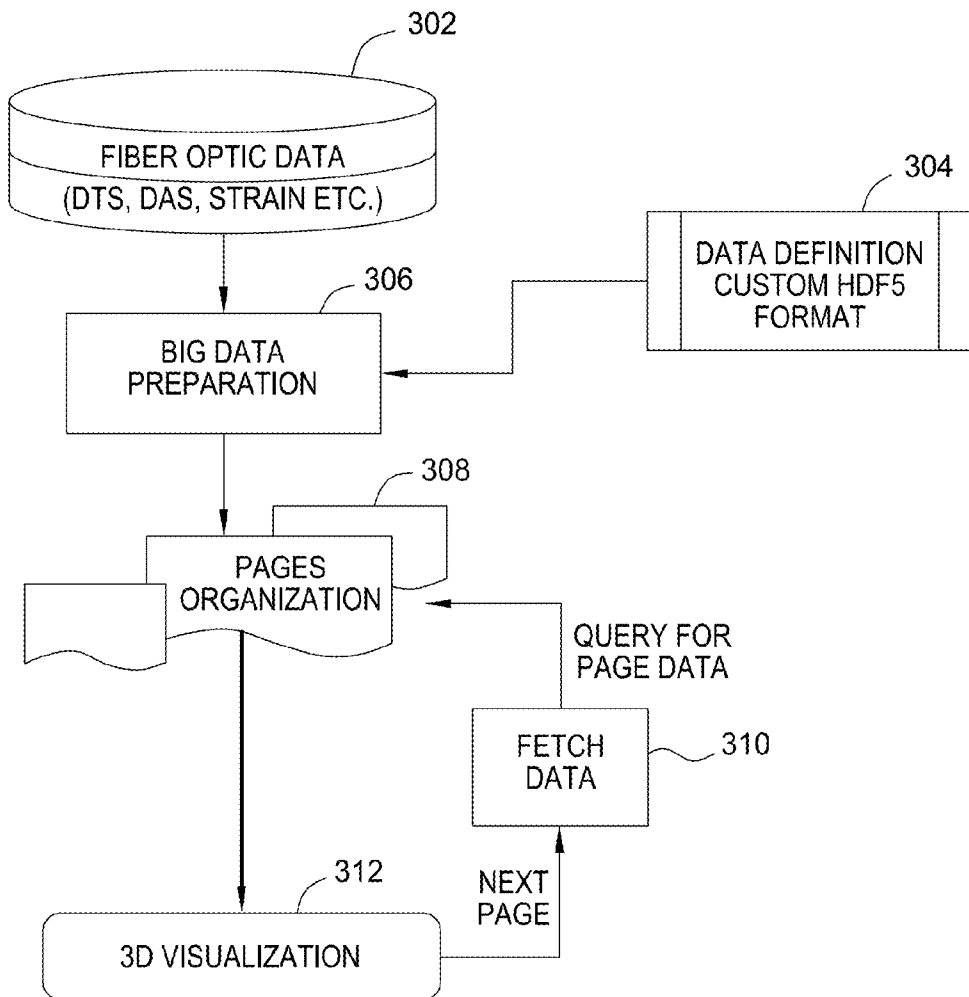 302
FIBER OPTIC DATA
(DTS, DAS, STRAIN ETC.)
304
DATA DEFINITION
CUSTOM HDF5
FORMAT
306
BIG DATA
PREPARATION
308
PAGES
ORGANIZATION
QUERY FOR
PAGE DATA
FETCH
DATA
310
NEXT
PAGE
312
3D VISUALIZATION